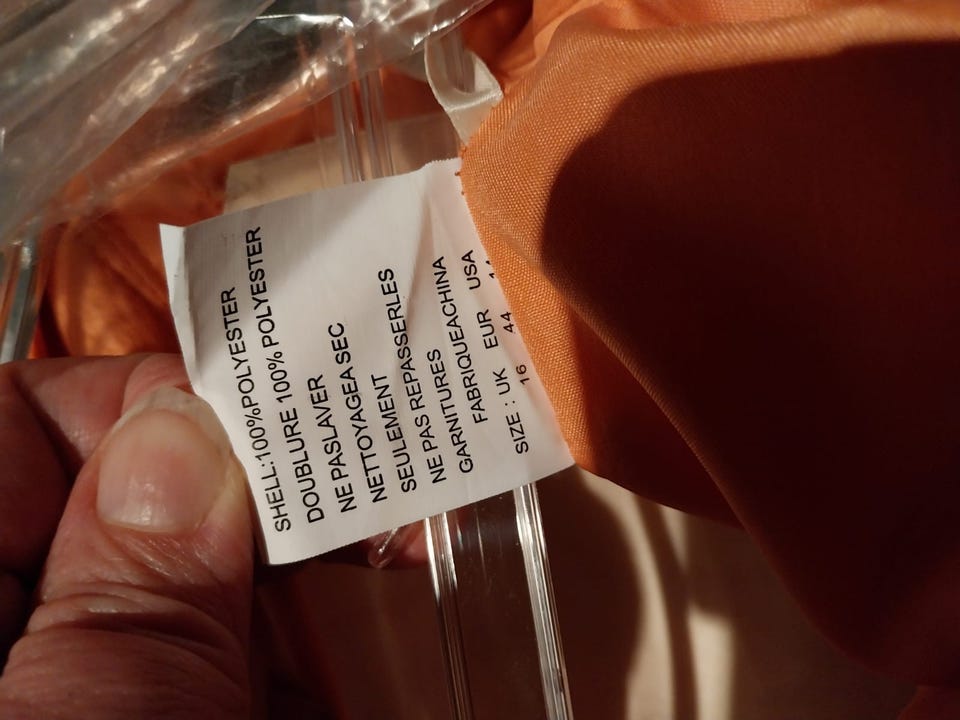 SHELL:100%POLYESTER
DOUBLURE 100% POLYESTER
NE PASLAVER
NETTOYAGEA SEC
SEULEMENT
NE PAS REPASSERLES
GARNITURES
FABRIQUEACHINA
SIZE : UK EUR USA
16 44